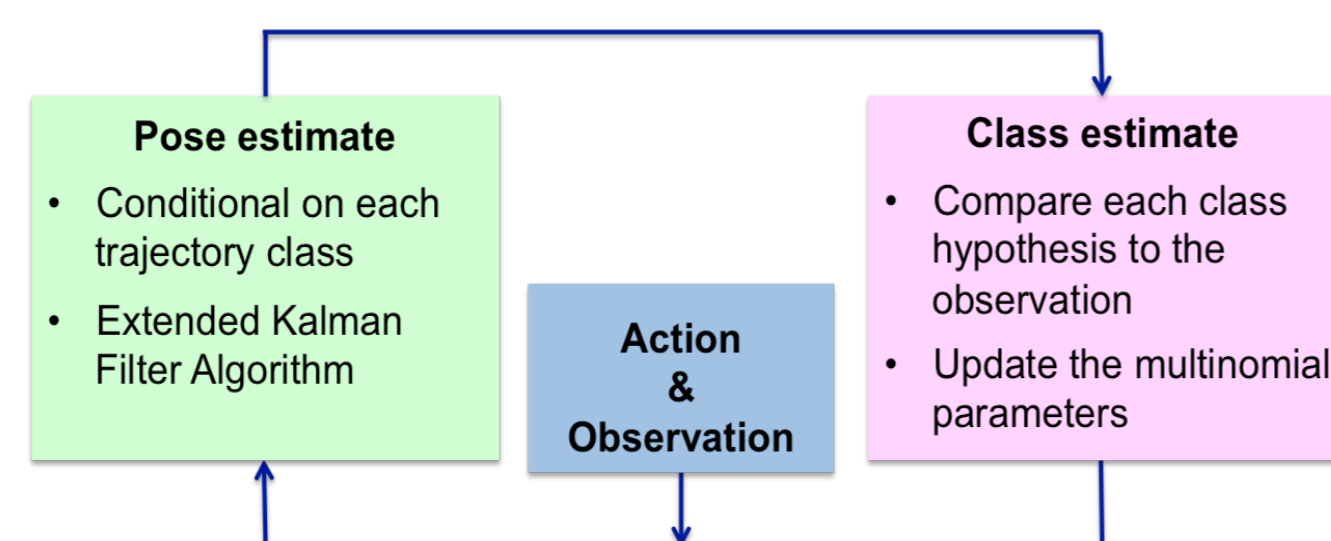 Pose estimate
• Conditional on each
trajectory class
• Extended Kalman
Filter Algorithm
Action
&
Observation
Class estimate
• Compare each class
hypothesis to the
observation
• Update the multinomial
parameters